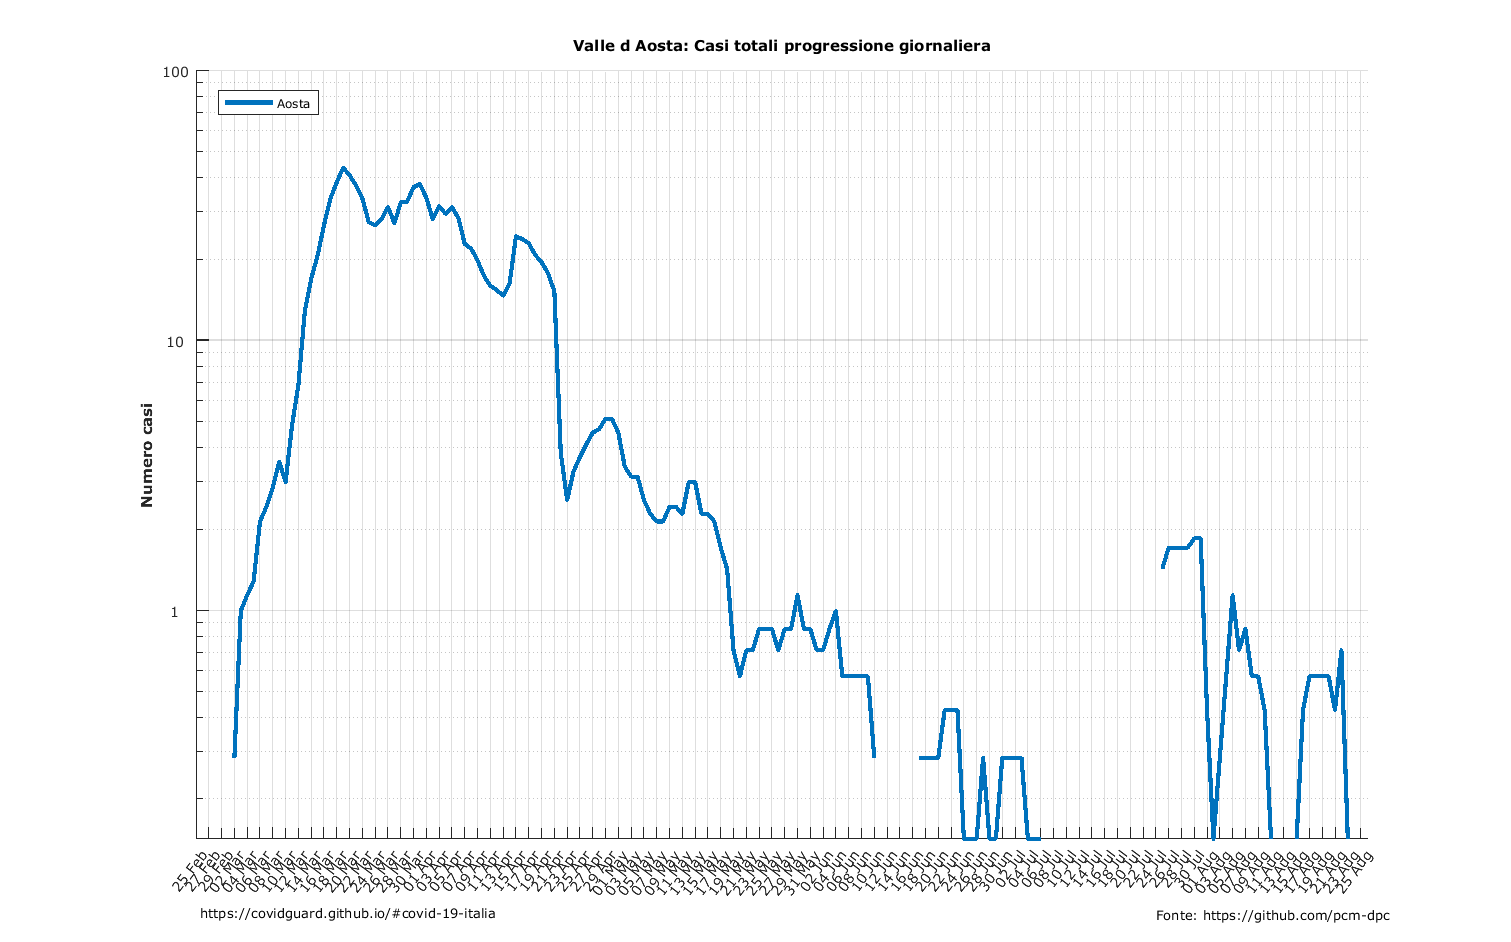 Valle d Aosta: Casi totali progressione giornaliera
100
Aosta
10
1
Numero casi
25 Feb
27 Feb
29 Feb
02 Mar
04 Mar
06 Mar
08 Mar
10 Mar
12 Mar
14 Mar
16 Mar
18 Mar
20 Mar
22 Mar
24 Mar
26 Mar
28 Mar
30 Mar
01 Apr
03 Apr
05 Apr
07 Apr
09 Apr
11 Apr
13 Apr
15 Apr
17 Apr
19 Apr
21 Apr
23 Apr
25 Apr
27 Apr
29 Apr
01 May
03 May
05 May
07 May
09 May
11 May
13 May
15 May
17 May
19 May
21 May
23 May
25 May
27 May
29 May
31 May
02 Jun
04 Jun
06 Jun
08 Jun
10 Jun
12 Jun
14 Jun
16 Jun
18 Jun
20 Jun
22 Jun
24 Jun
26 Jun
28 Jun
30 Jun
02 Jul
04 Jul
06 Jul
08 Jul
10 Jul
12 Jul
14 Jul
16 Jul
18 Jul
20 Jul
22 Jul
24 Jul
26 Jul
28 Jul
30 Jul
01 Aug
03 Aug
05 Aug
07 Aug
09 Aug
11 Aug
13 Aug
15 Aug
17 Aug
19 Aug
21 Aug
23 Aug
25 Aug
https://covidguard.github.io/#covid-19-italia
Fonte: https://github.com/pcm-dpc